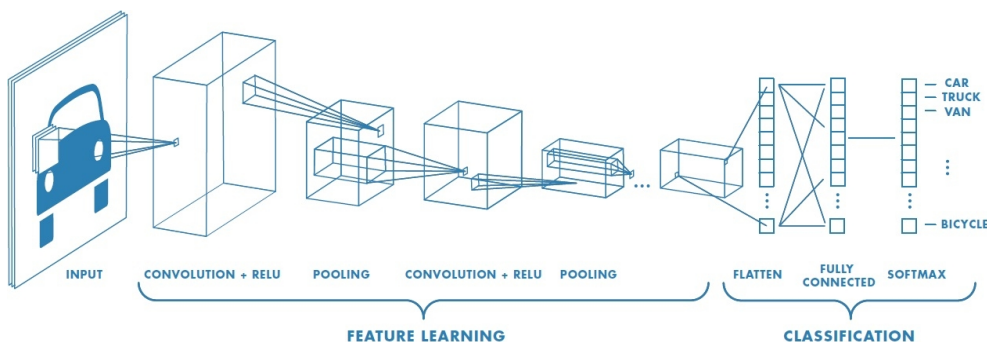 CAR
TRUCK
VAN
BICYCLE
INPUT
CONVOLUTION + RELU
POOLING
CONVOLUTION + RELU
POOLING
FLATTEN
FULLY
CONNECTED
SOFTMAX
FEATURE LEARNING
CLASSIFICATION